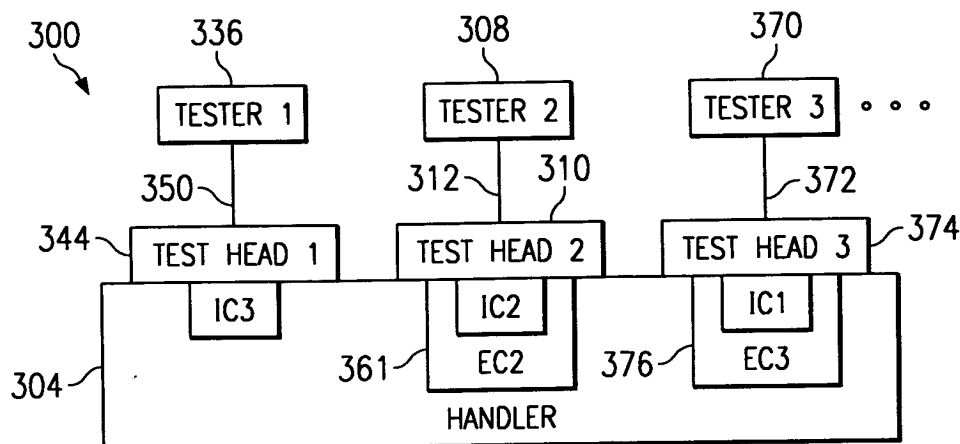 300
336
308
370
TESTER 1
TESTER 2
TESTER 3
350
312
310
372
344
TEST HEAD 1
TEST HEAD 2
TEST HEAD 3
374
IC3
IC2
IC1
304
361
EC2
376
EC3
HANDLER